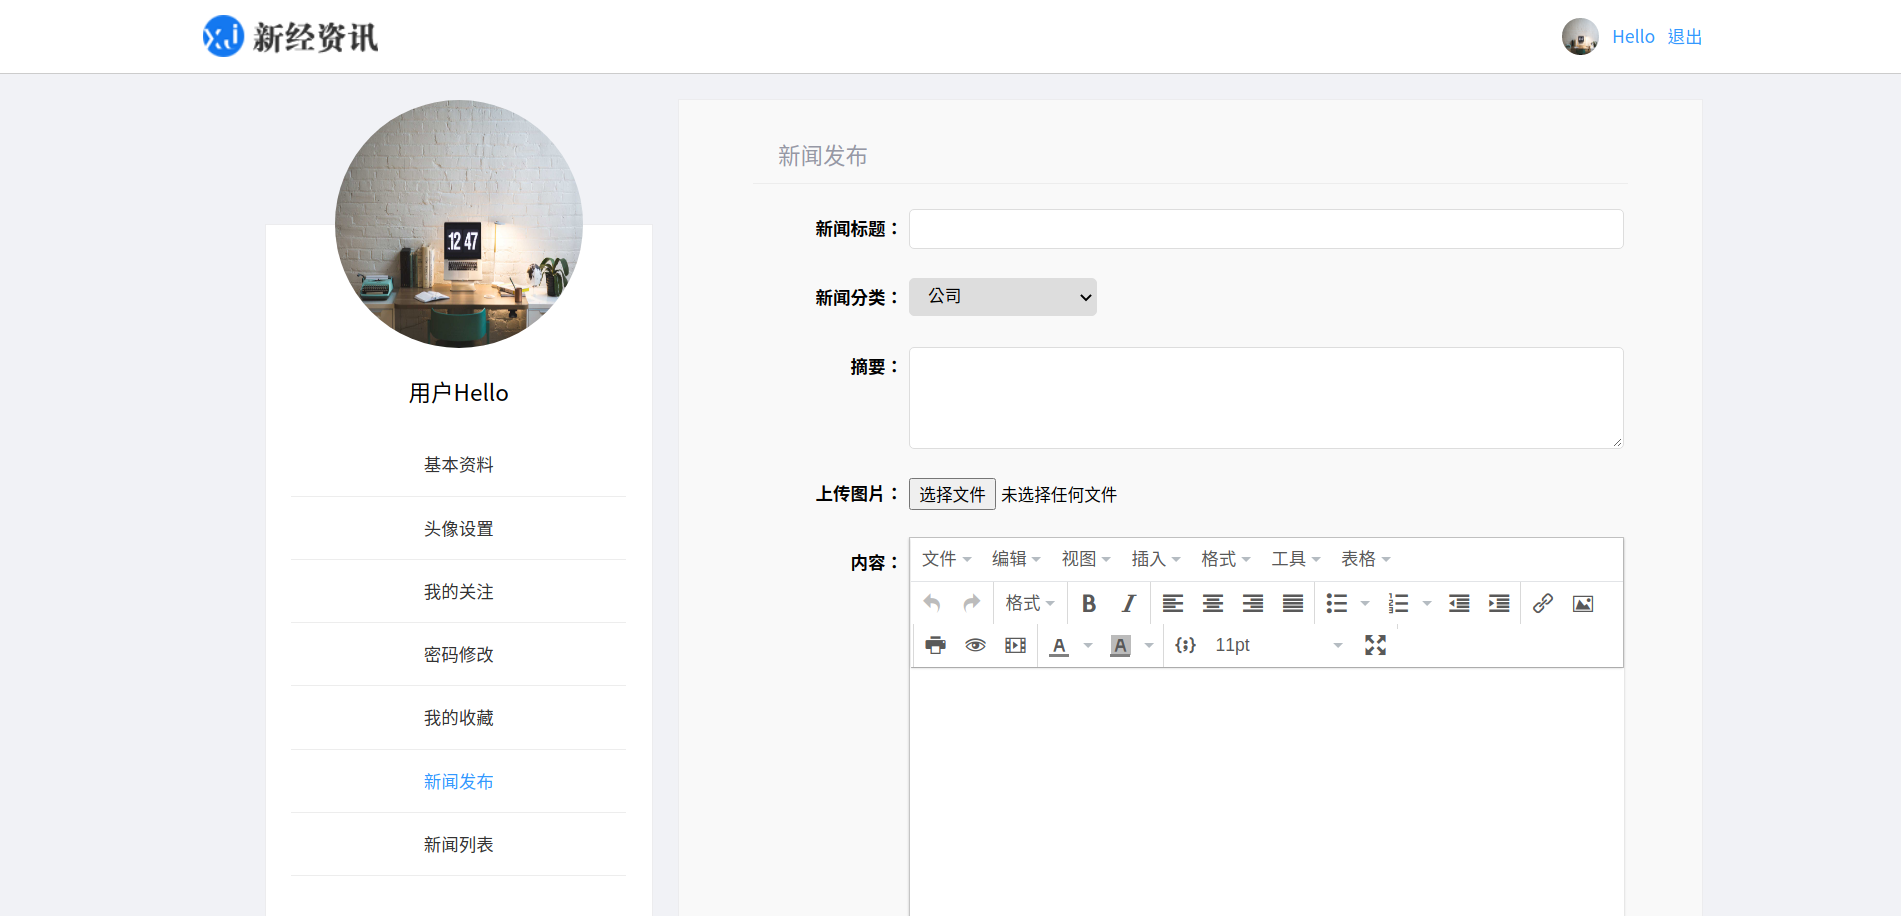 XJ 新经资讯
Hello 退出
12 47
用户Hello
基本资料
头像设置
我的关注
密码修改
我的收藏
新闻发布
新闻列表
新闻发布
新闻标题：
新闻分类： 公司
摘要：
上传图片： 选择文件 未选择任何文件
内容：
文件 编辑 视图 插入 格式 工具 表格
格式 B I
A A {;} 11pt